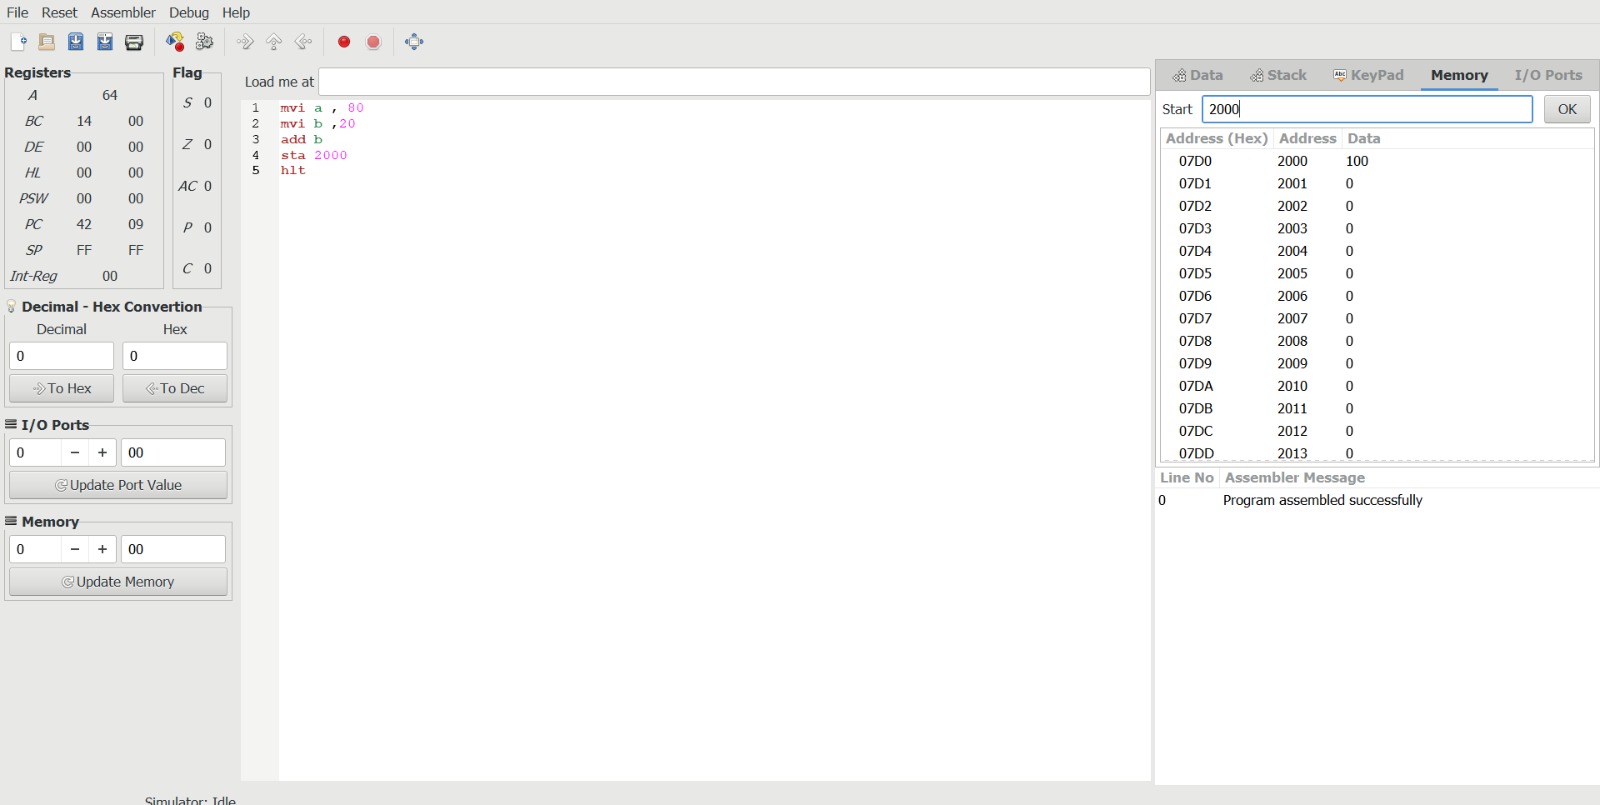 File Reset Assembler Debug Help
Registers
A 64
BC 14 00
DE 00 00
HL 00 00
PSW 00 00
PC 42 09
SP FF FF
Int-Reg 00
Flag
S 0
Z 0
AC 0
P 0
C 0
Decimal - Hex Convertion
Decimal Hex
0 0
To Hex To Dec
I/O Ports
0 - + 00
Update Port Value
Memory
0 - + 00
Update Memory
Load me at
1 mvi a , 80
2 mvi b ,20
3 add b
4 sta 2000
5 hlt
Data Stack Abc KeyPad Memory I/O Ports
Start 2000 OK
Address (Hex) Address Data
07D0 2000 100
07D1 2001 0
07D2 2002 0
07D3 2003 0
07D4 2004 0
07D5 2005 0
07D6 2006 0
07D7 2007 0
07D8 2008 0
07D9 2009 0
07DA 2010 0
07DB 2011 0
07DC 2012 0
07DD 2013 0
Line No Assembler Message
0 Program assembled successfully
Simulator: Idle